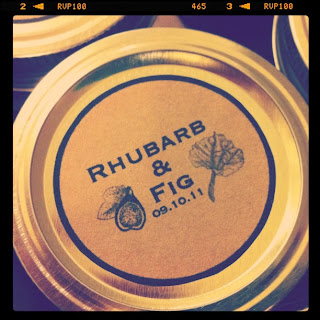 2 RVP100 465 3 RVP100
RHUBARB
&
FIG
09.10.11